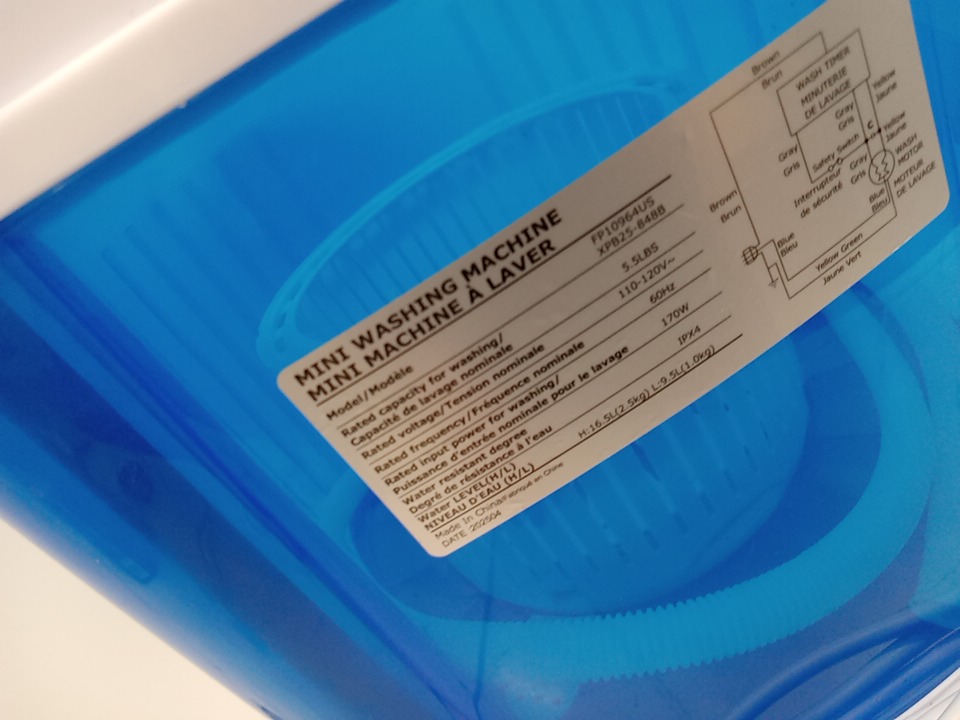 MINI WASHING MACHINE
MINI MACHINE À LAVER
Model/Modèle FP10964US
XPB25-848B
Rated capacity for washing/
Capacité de lavage nominale 5.5LBS
Rated voltage/Tension nominale 110-120V~
Rated frequency/Fréquence nominale 60Hz
Rated input power for washing/
Puissance d'entrée nominale pour le lavage 170W
Water resistant degree
Degré de résistance à l'eau IPX4
Water LEVEL(H/L)
NIVEAU D'EAU (H/L) H:16.5L(2.5kg) L:9.5L(1.0kg)
Made In China/Fabriqué en Chine
DATE :202504
Brown
Brun
WASH TIMER
MINUTERIE
DE LAVAGE
Yellow
Jaune
Gray
Gris
Gray
Gris
Safety Switch
Interrupteur
de sécurité
C
Yellow
Jaune
Gray
Gris
WASH
MOTOR
MOTEUR
DE LAVAGE
Blue
Bleu
Brown
Brun
Blue
Bleu
Yellow Green
Jaune Vert